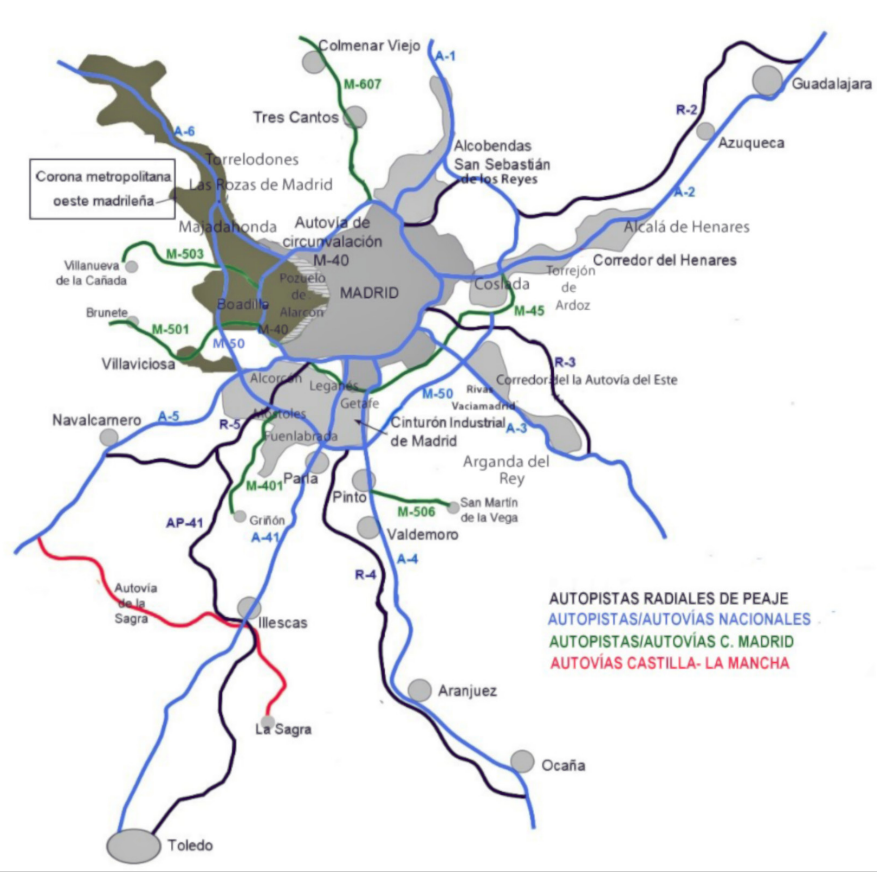 Colmenar Viejo
A-1
M-607
Guadalajara
R-2
Tres Cantos
A-6
Azuqueca
Alcobendas
San Sebastián
de los Reyes
Torrelodones
Corona metropolitana
oeste madrileña
Las Rozas de Madrid
A-2
Majadahonda
Autovía de
circunvalación
M-40
Alcalá de Henares
M-503
Villanueva
de la Cañada
Corredor del Henares
Pozuelo
de
Alarcón
MADRID
Coslada
Torrejón
de
Ardoz
Boadilla
Brunete
M-501
M-40
M-45
M-50
Villaviciosa
R-3
Alcorcón
Leganés
Corredor del la Autovía del Este
M-50
Rivas
Vaciamadrid
Getafe
Navalcarnero
A-5
R-5
Móstoles
Cinturón Industrial
de Madrid
A-3
Fuenlabrada
Arganda del
Rey
M-401
Parla
Pinto
San Martín
de la Vega
M-506
AP-41
Griñón
A-41
Valdemoro
A-4
R-4
Autovía
de la
Sagra
AUTOPISTAS RADIALES DE PEAJE
AUTOPISTAS/AUTOVÍAS NACIONALES
AUTOPISTAS/AUTOVÍAS C. MADRID
AUTOVÍAS CASTILLA- LA MANCHA
Illescas
Aranjuez
La Sagra
Ocaña
Toledo